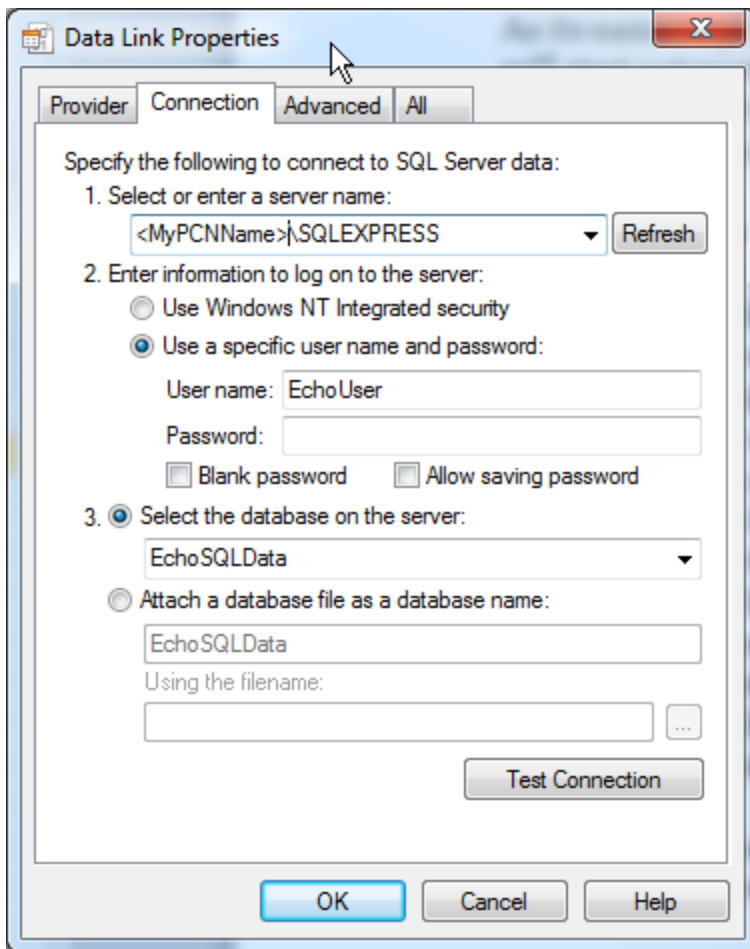 Data Link Properties
Provider Connection Advanced All
Specify the following to connect to SQL Server data:
1. Select or enter a server name:
<MyPCNName>\SQLEXPRESS Refresh
2. Enter information to log on to the server:
Use Windows NT Integrated security
Use a specific user name and password:
User name: EchoUser
Password:
Blank password Allow saving password
3. Select the database on the server:
EchoSQLData
Attach a database file as a database name:
EchoSQLData
Using the filename:
...
Test Connection
OK Cancel Help